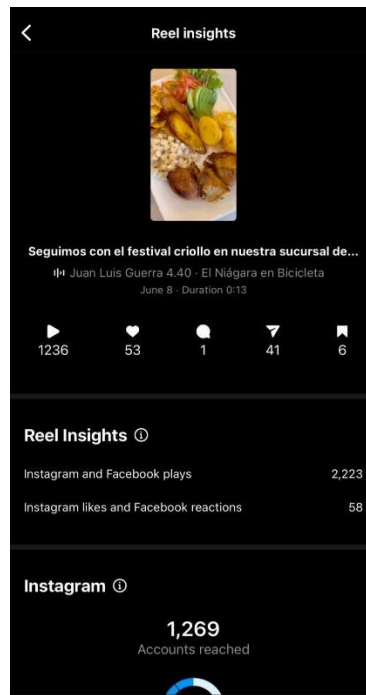 Reel insights
Seguimos con el festival criollo en nuestra sucursal de...
Juan Luis Guerra 4.40 · El Niágara en Bicicleta
June 8 · Duration 0:13
1236 53 1 41 6
Reel Insights
Instagram and Facebook plays 2,223
Instagram likes and Facebook reactions 58
Instagram
1,269
Accounts reached